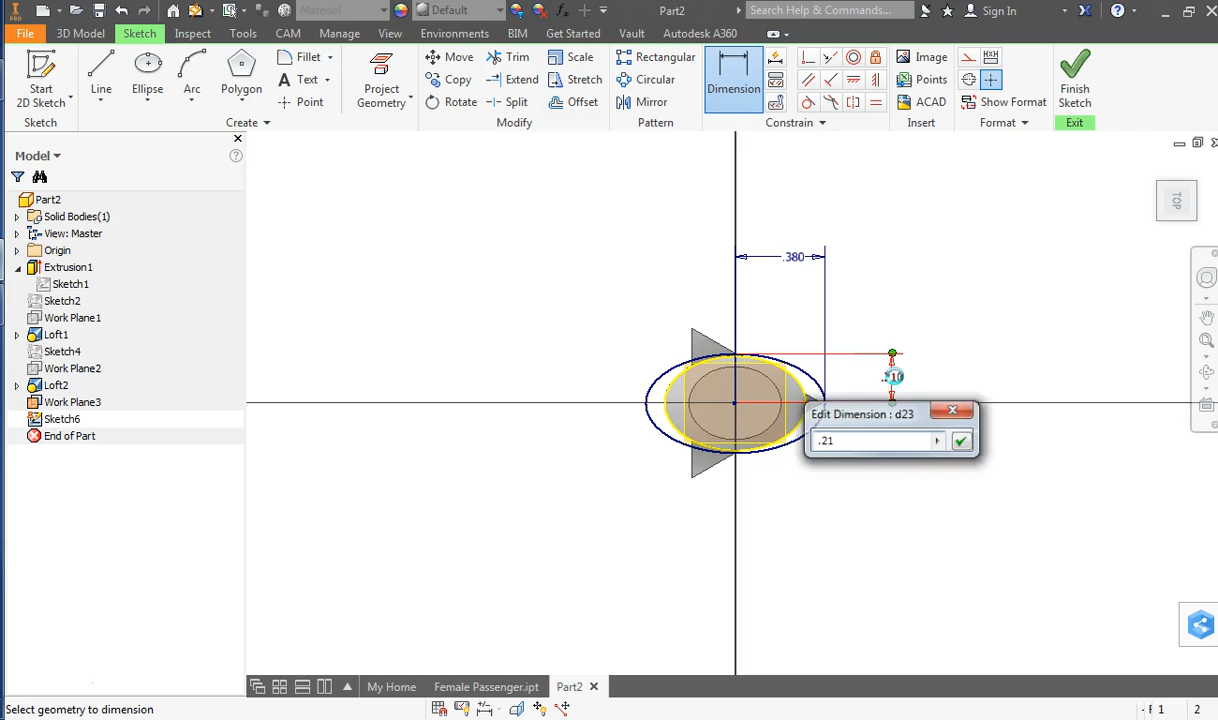 Material
Default
Part2
Search Help & Commands...
Sign In
PRO
File
3D Model
Sketch
Inspect
Tools
CAM
Manage
View
Environments
BIM
Get Started
Vault
Autodesk A360
Start
2D Sketch
Line
Ellipse
Arc
Polygon
Fillet
Text
Point
Project
Geometry
Move
Copy
Rotate
Trim
Extend
Split
Scale
Stretch
Offset
Rectangular
Circular
Mirror
Dimension
Image
Points
ACAD
Show Format
Finish
Sketch
Sketch
Create
Modify
Pattern
Constrain
Insert
Format
Exit
Model
Part2
Solid Bodies(1)
View: Master
Origin
Extrusion1
Sketch1
Sketch2
Work Plane1
Loft1
Sketch4
Work Plane2
Loft2
Work Plane3
Sketch6
End of Part
TOP
.380
Edit Dimension : d23
.21
My Home
Female Passenger.ipt
Part2
Select geometry to dimension
1
2